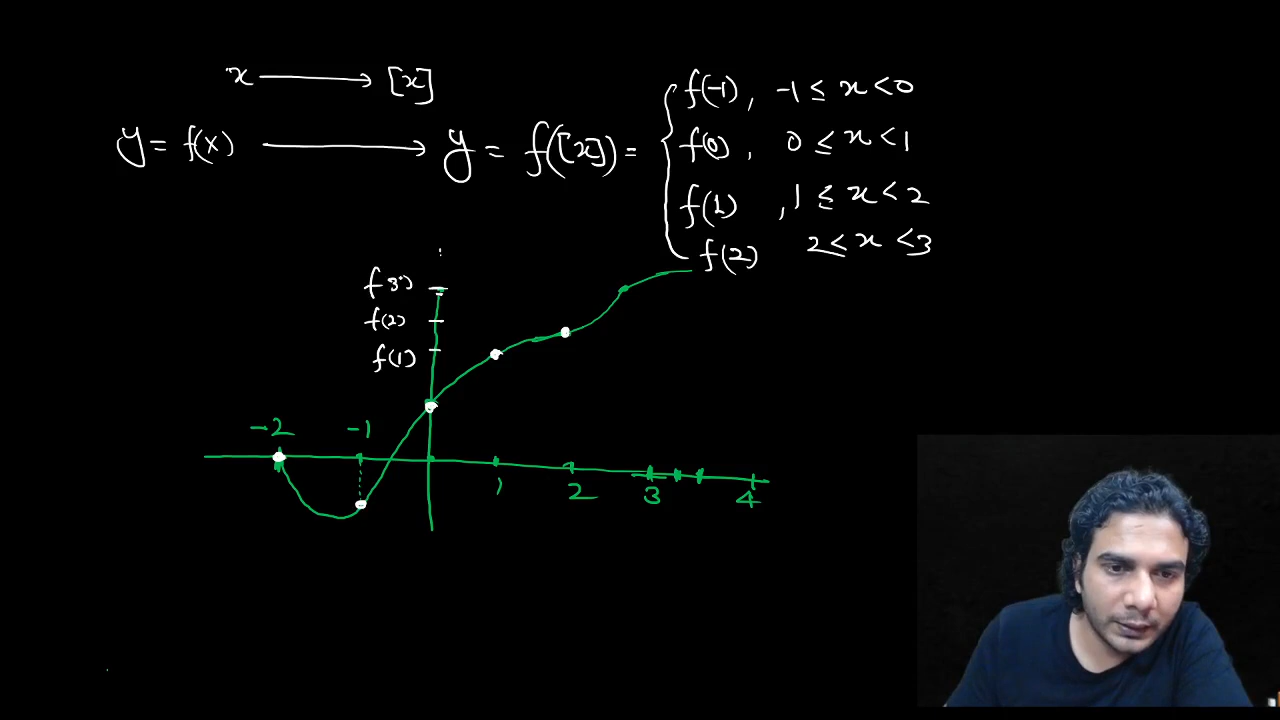 x ⟶ [x]
y = f(x) ⟶ y = f([x]) = { f(-1), -1 ≤ x < 0
f(0), 0 ≤ x < 1
f(1), 1 ≤ x < 2
f(2) 2 ≤ x < 3
f(3)
f(2)
f(1)
-2 -1
1 2 3 4